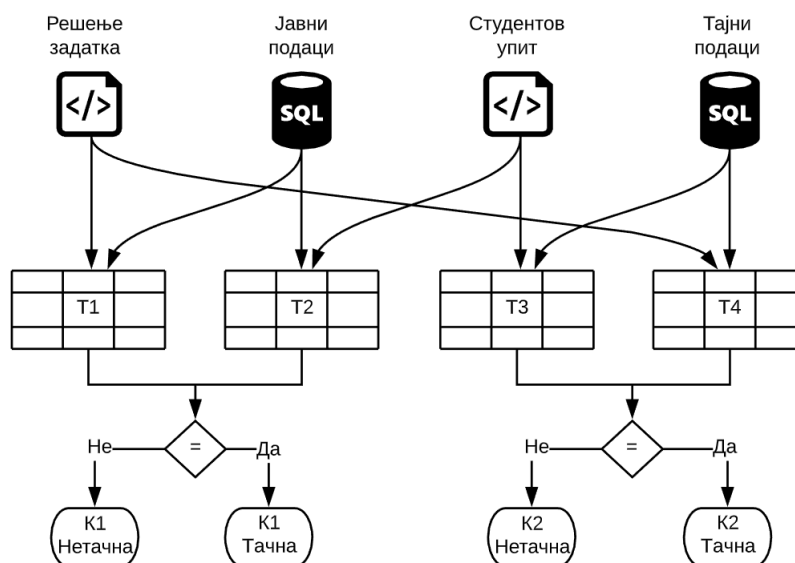 Решење
задатка
Јавни
подаци
Студентов
упит
Тајни
подаци
</>
SQL
</>
SQL
T1
T2
T3
T4
Не
=
Да
Не
=
Да
К1
Нетачна
К1
Тачна
К2
Нетачна
К2
Тачна